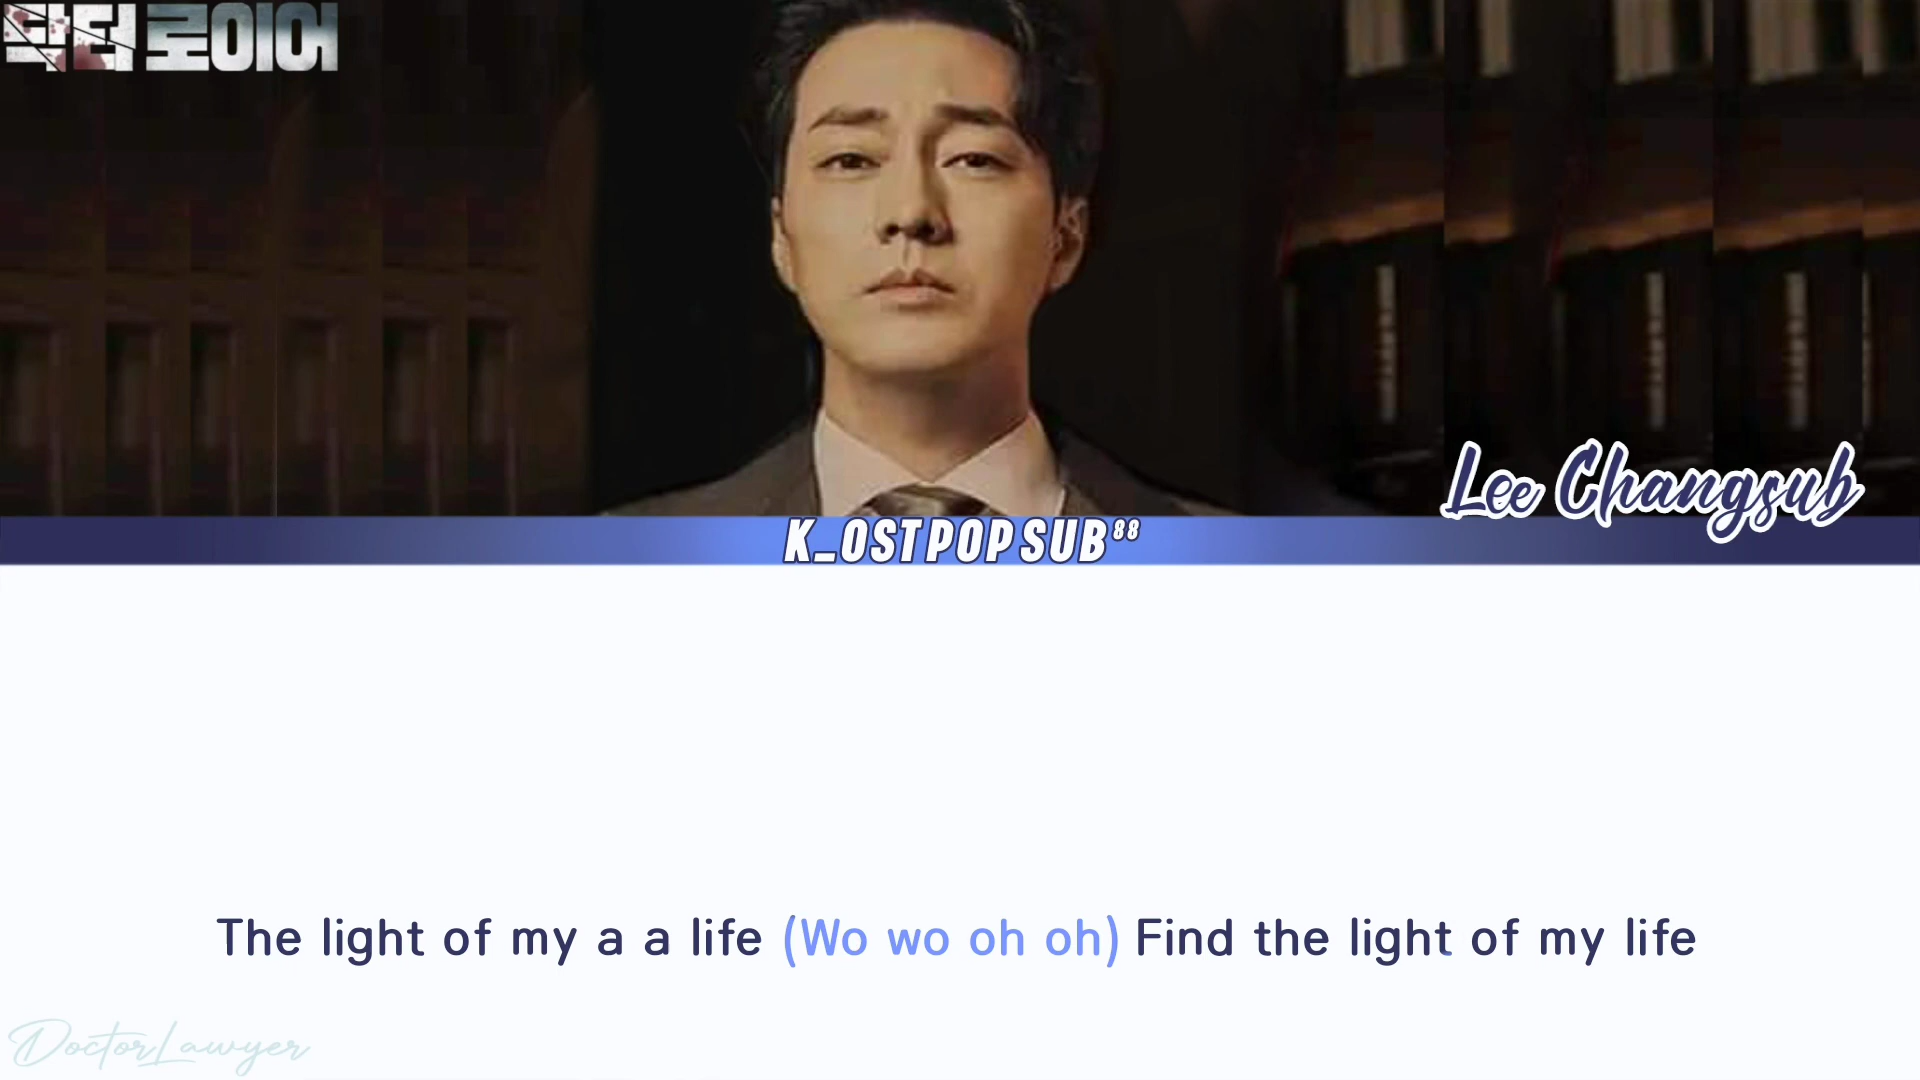 닥터 로이어
Lee Changsub
K_OSTPOPSUB⁸⁸
The light of my a a life (Wo wo oh oh) Find the light of my life
DoctorLawyer